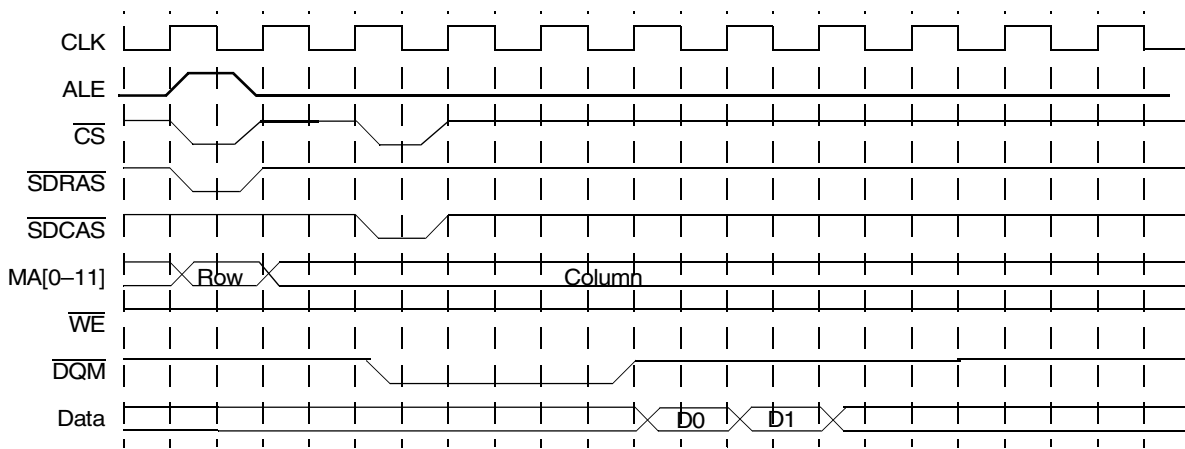 CLK
ALE
CS
SDRAS
SDCAS
MA[0–11] Row Column
WE
DQM
Data D0 D1